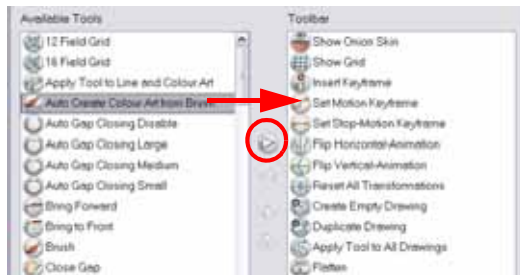 Available Tools
12 Field Grid
16 Field Grid
Apply Tool to Line and Colour Art
Auto Create Colour Art from Brush
Auto Gap Closing Disable
Auto Gap Closing Large
Auto Gap Closing Medium
Auto Gap Closing Small
Bring Forward
Bring to Front
Brush
Close Gap
Toolbar
Show Onion Skin
Show Grid
Insert Keyframe
Set Motion Keyframe
Set Stop-Motion Keyframe
Flip Horizontal-Animation
Flip Vertical-Animation
Reset All Transformations
Create Empty Drawing
Duplicate Drawing
Apply Tool to All Drawings
Flatten